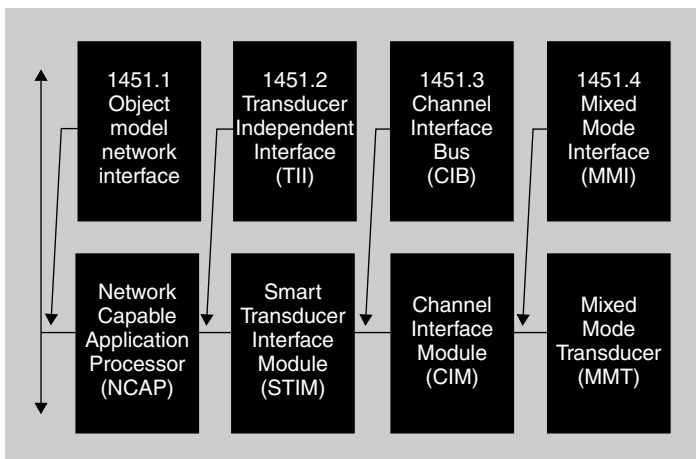 1451.1
Object
model
network
interface
1451.2
Transducer
Independent
Interface
(TII)
1451.3
Channel
Interface
Bus
(CIB)
1451.4
Mixed
Mode
Interface
(MMI)
Network
Capable
Application
Processor
(NCAP)
Smart
Transducer
Interface
Module
(STIM)
Channel
Interface
Module
(CIM)
Mixed
Mode
Transducer
(MMT)